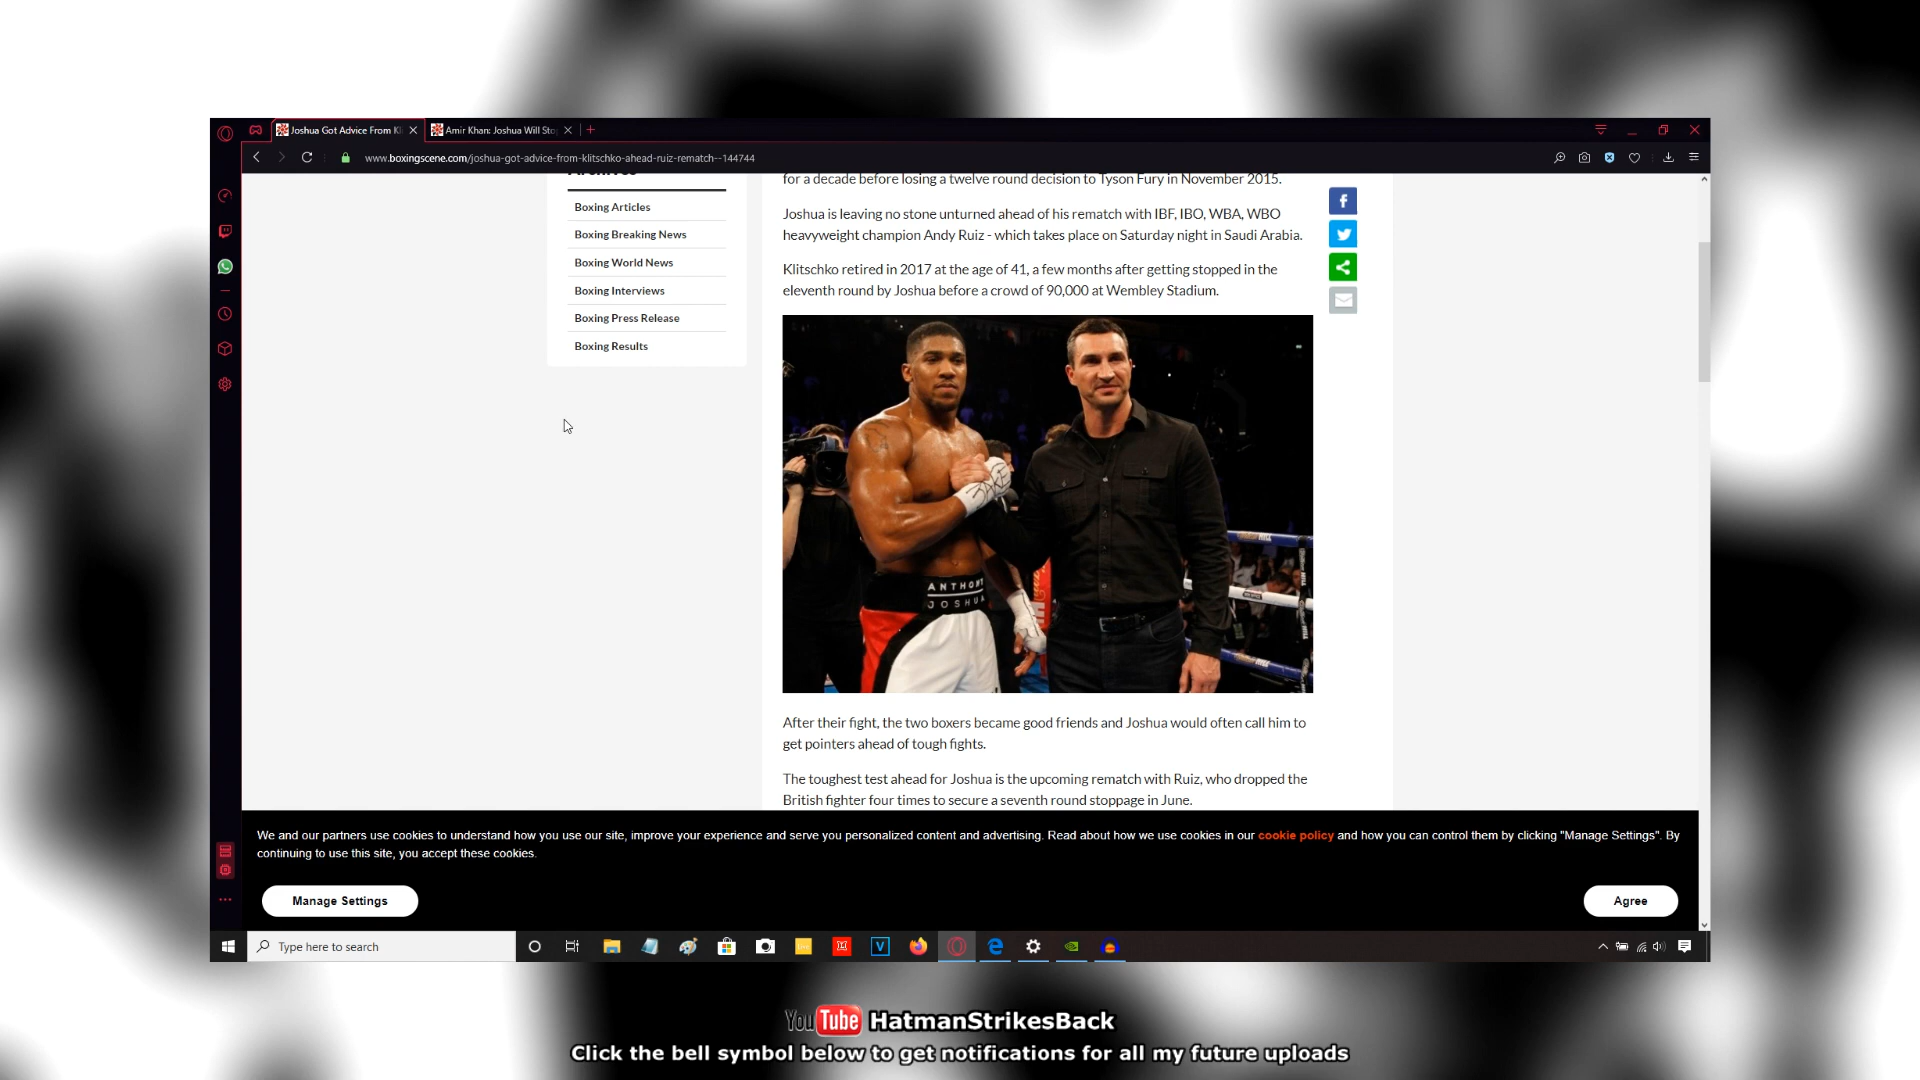 Joshua Got Advice From Kl
Amir Khan: Joshua Will Sto
www.boxingscene.com/joshua-got-advice-from-klitschko-ahead-ruiz-rematch--144744
Boxing Articles
Boxing Breaking News
Boxing World News
Boxing Interviews
Boxing Press Release
Boxing Results
for a decade before losing a twelve round decision to Tyson Fury in November 2015.
Joshua is leaving no stone unturned ahead of his rematch with IBF, IBO, WBA, WBO
heavyweight champion Andy Ruiz - which takes place on Saturday night in Saudi Arabia.
Klitschko retired in 2017 at the age of 41, a few months after getting stopped in the
eleventh round by Joshua before a crowd of 90,000 at Wembley Stadium.
ANTHONY
JOSHUA
After their fight, the two boxers became good friends and Joshua would often call him to
get pointers ahead of tough fights.
The toughest test ahead for Joshua is the upcoming rematch with Ruiz, who dropped the
British fighter four times to secure a seventh round stoppage in June.
We and our partners use cookies to understand how you use our site, improve your experience and serve you personalized content and advertising. Read about how we use cookies in our cookie policy and how you can control them by clicking "Manage Settings". By
continuing to use this site, you accept these cookies.
Manage Settings
Agree
Type here to search
YouTube HatmanStrikesBack
Click the bell symbol below to get notifications for all my future uploads